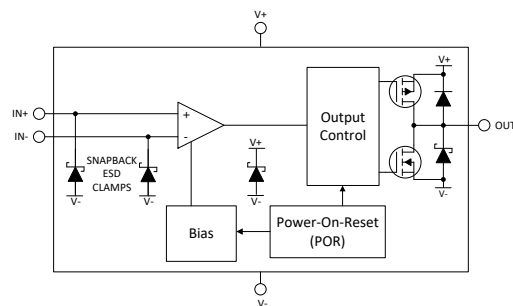 V+
V+
IN+
+
Output
Control
OUT
IN-
-
SNAPBACK
ESD
CLAMPS
V+
V-
V-
V-
V-
Bias
Power-On-Reset
(POR)
V-